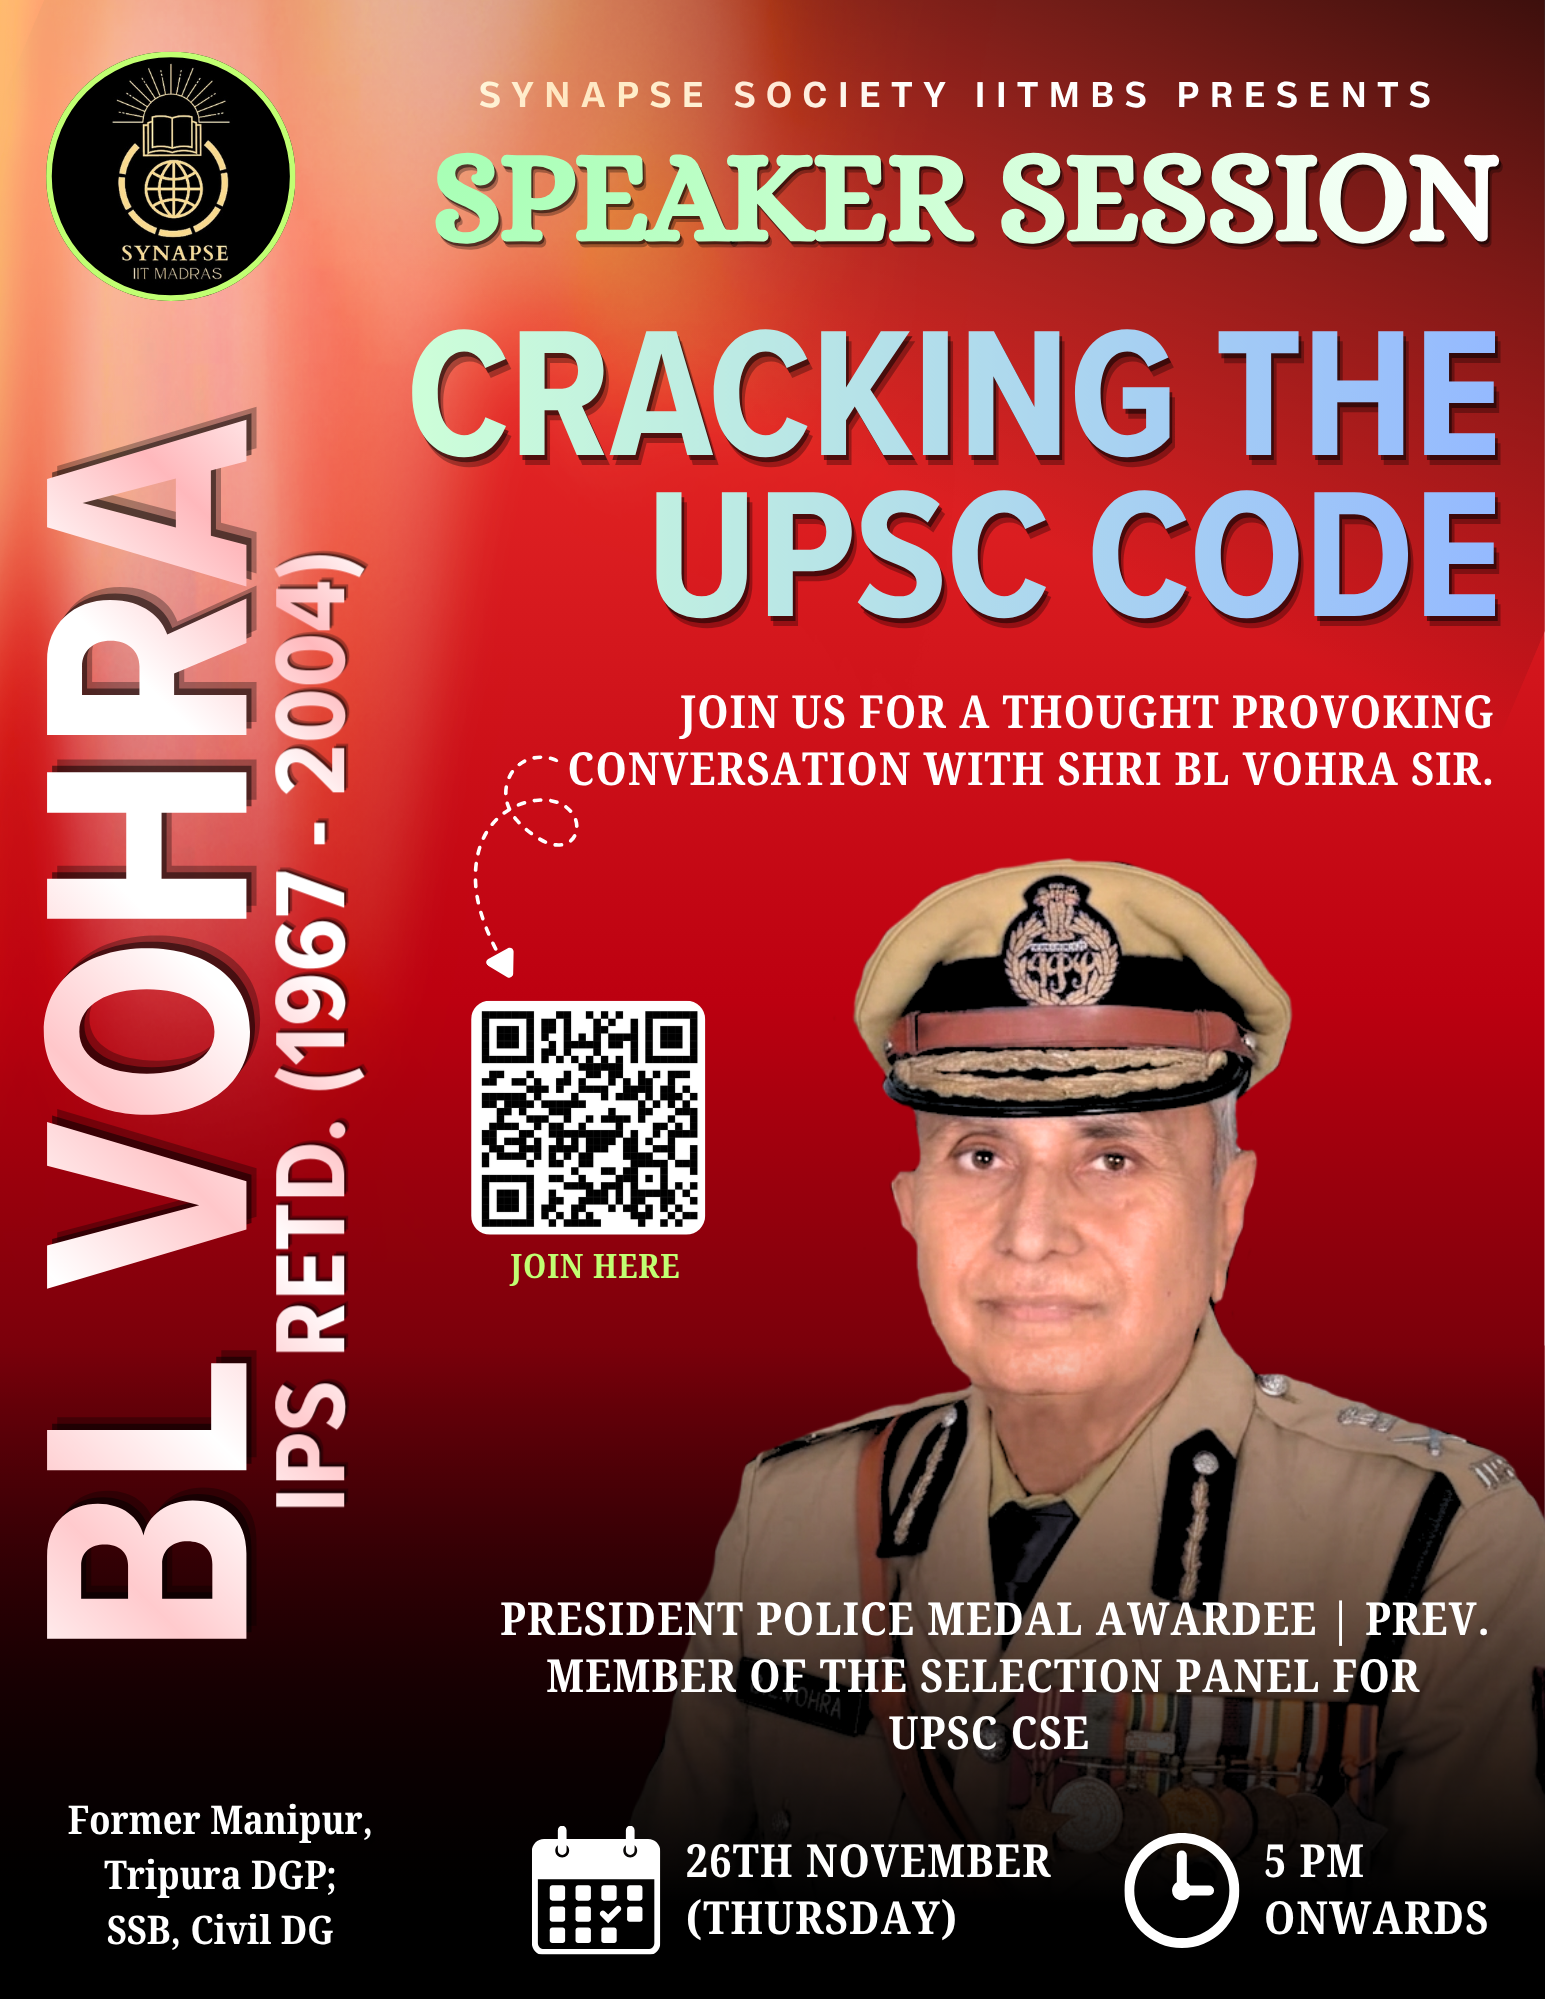 SYNAPSE
IIT MADRAS
SYNAPSE SOCIETY IITMBS PRESENTS
SPEAKER SESSION
CRACKING THE
UPSC CODE
BL VOHRA
IPS RETD. (1967 - 2004)
JOIN US FOR A THOUGHT PROVOKING
CONVERSATION WITH SHRI BL VOHRA SIR.
JOIN HERE
PRESIDENT POLICE MEDAL AWARDEE | PREV.
MEMBER OF THE SELECTION PANEL FOR
UPSC CSE
VOHRA
Former Manipur,
Tripura DGP;
SSB, Civil DG
26TH NOVEMBER
(THURSDAY)
5 PM
ONWARDS